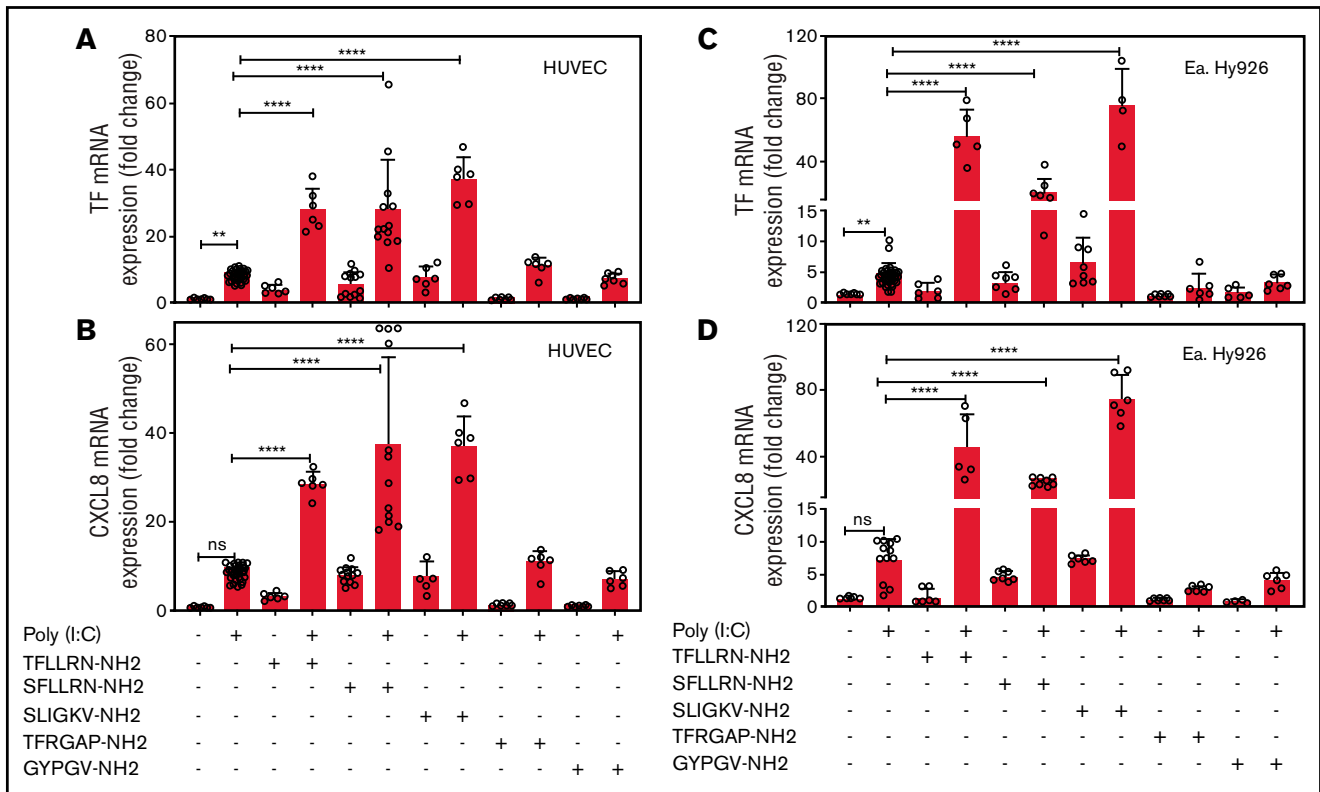 A
80
60
40
20
0
TF mRNA
expression (fold change)
**
****
****
****
HUVEC
B
60
40
20
0
CXCL8 mRNA
expression (fold change)
ns
****
****
****
HUVEC
Poly (I:C) - + - + - + - + - + - +
TFLLRN-NH2 - - + + - - - - - - - -
SFLLRN-NH2 - - - - + + - - - - - -
SLIGKV-NH2 - - - - - - + + - - - -
TFRGAP-NH2 - - - - - - - - + + - -
GYPGV-NH2 - - - - - - - - - - + +
C
120
80
40
15
10
5
0
TF mRNA
expression (fold change)
**
****
****
****
Ea. Hy926
D
120
80
40
15
10
5
0
CXCL8 mRNA
expression (fold change)
ns
****
****
****
Ea. Hy926
Poly (I:C) - + - + - + - + - + - +
TFLLRN-NH2 - - + + - - - - - - - -
SFLLRN-NH2 - - - - + + - - - - - -
SLIGKV-NH2 - - - - - - + + - - - -
TFRGAP-NH2 - - - - - - - - + + - -
GYPGV-NH2 - - - - - - - - - - + +